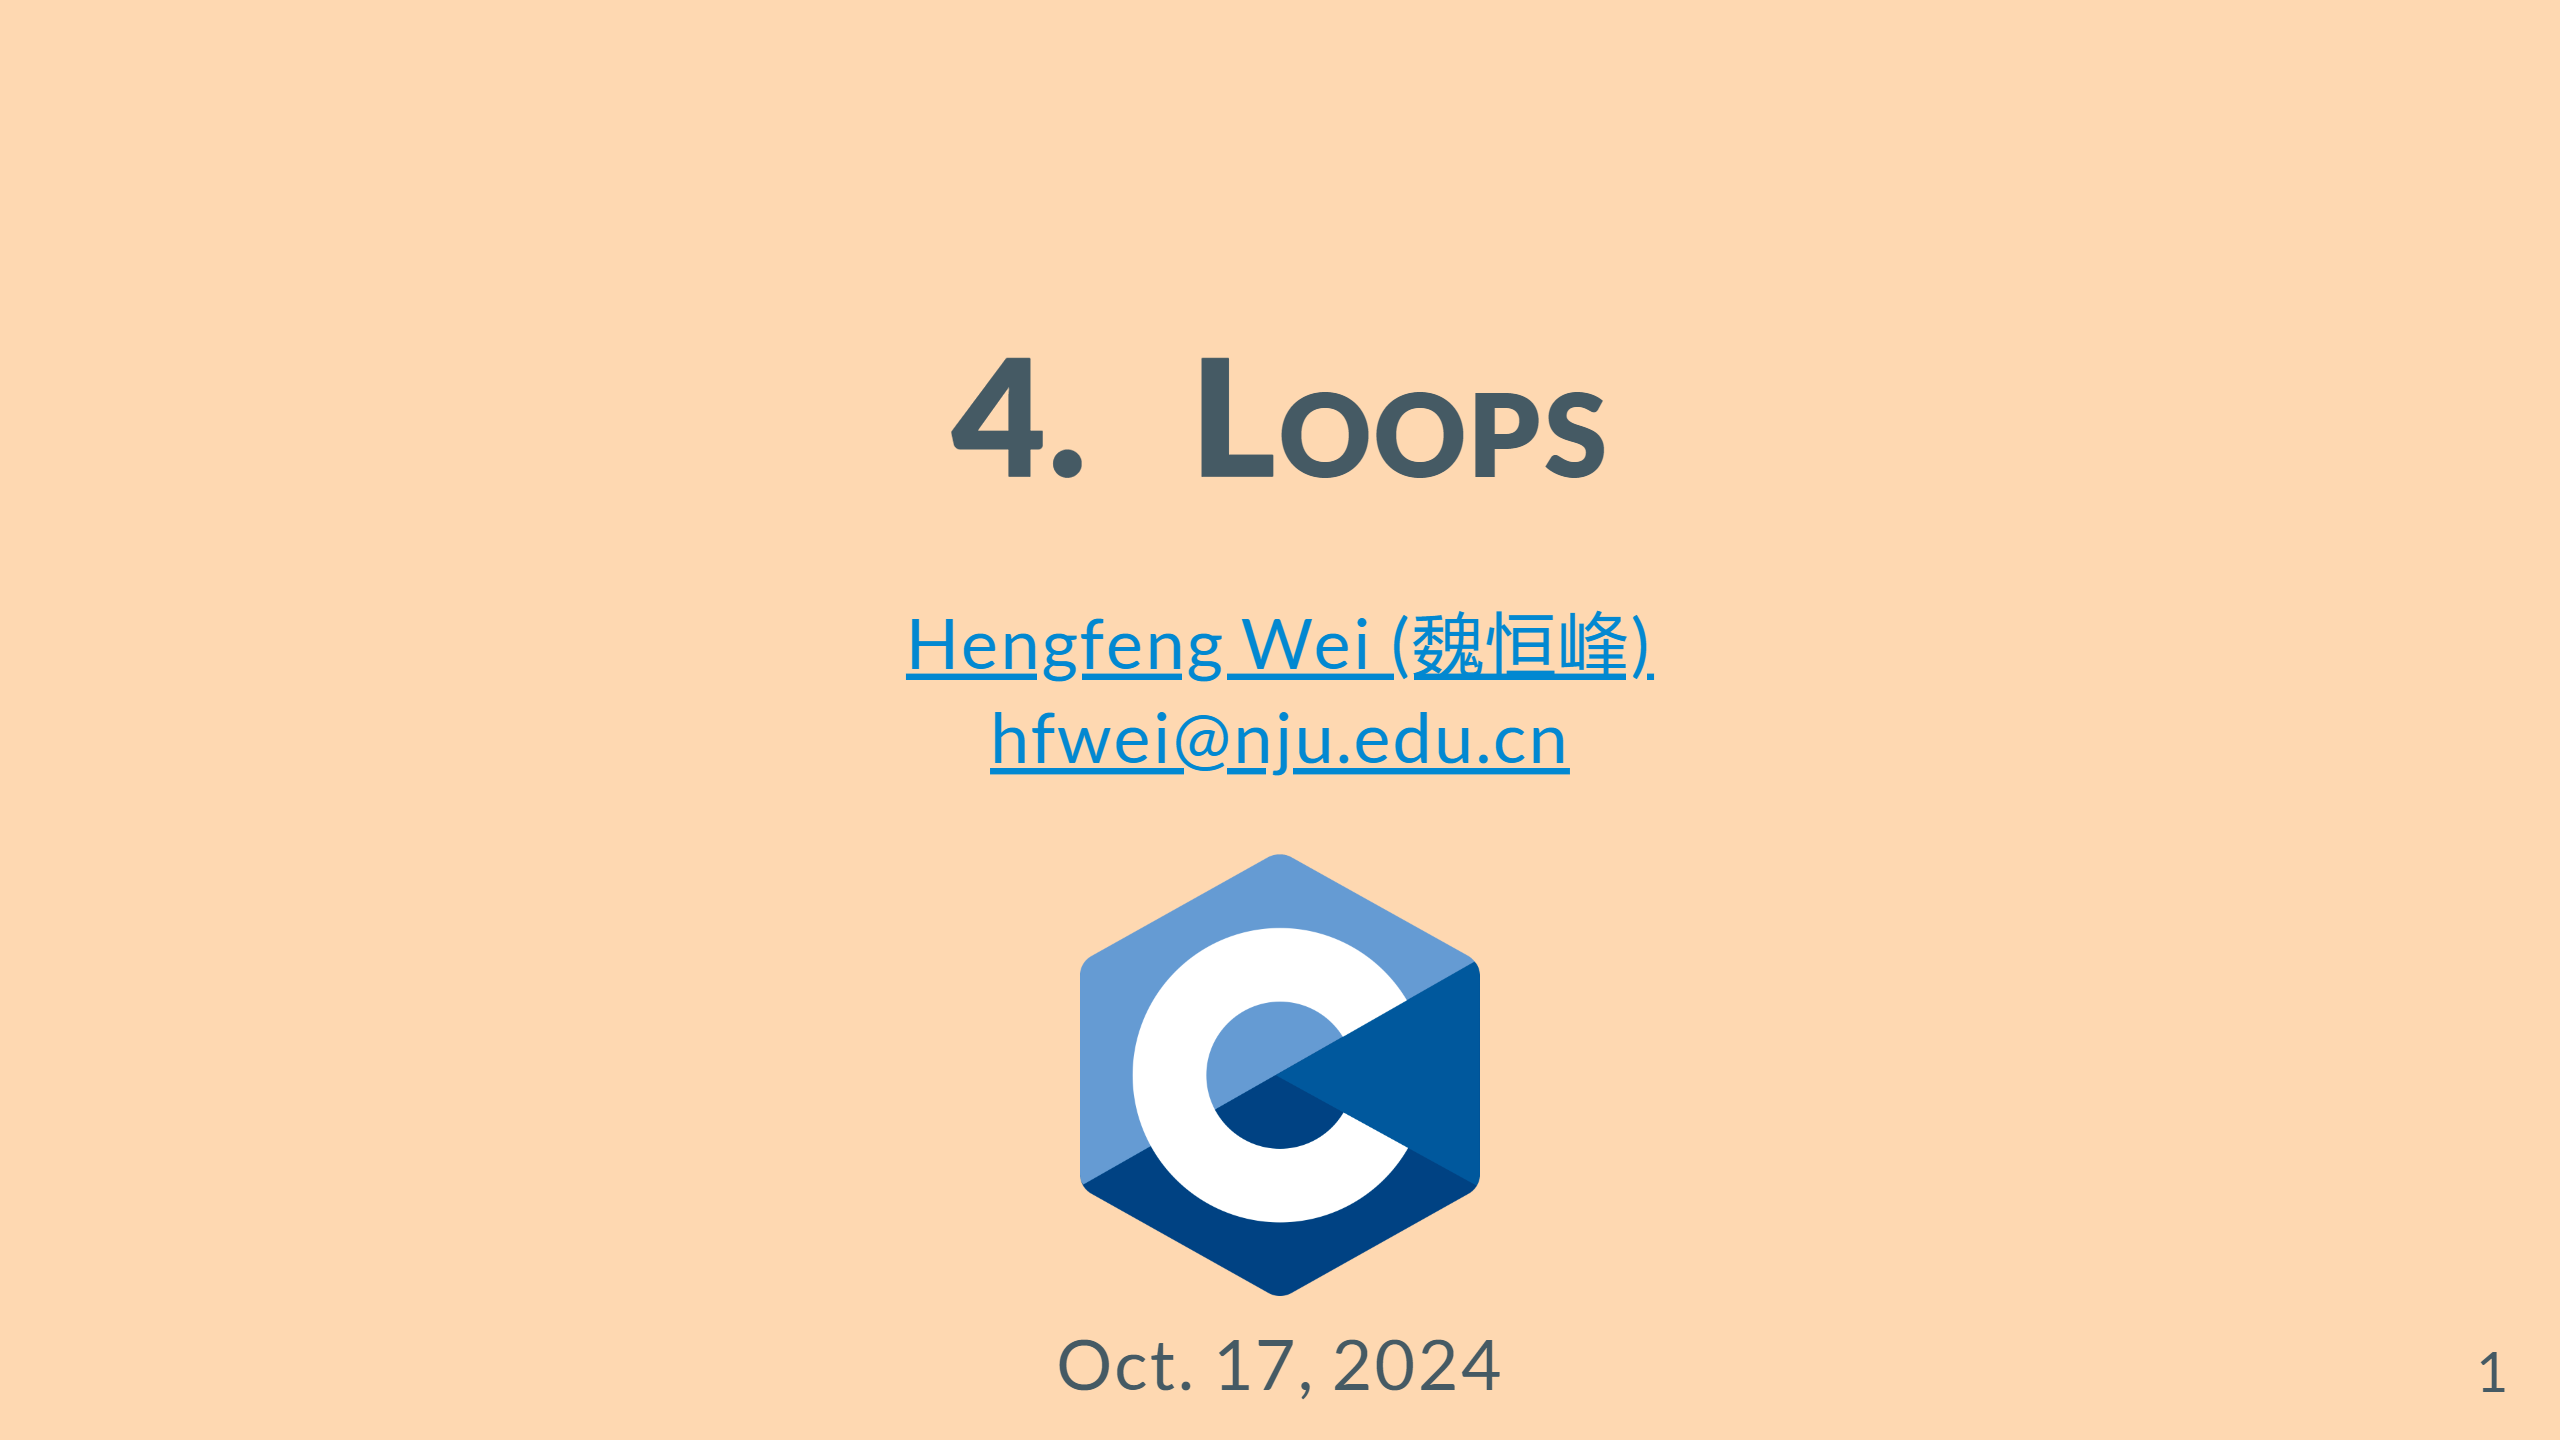 4. Loops
Hengfeng Wei (魏恒峰)
hfwei@nju.edu.cn
C
Oct. 17, 2024
1